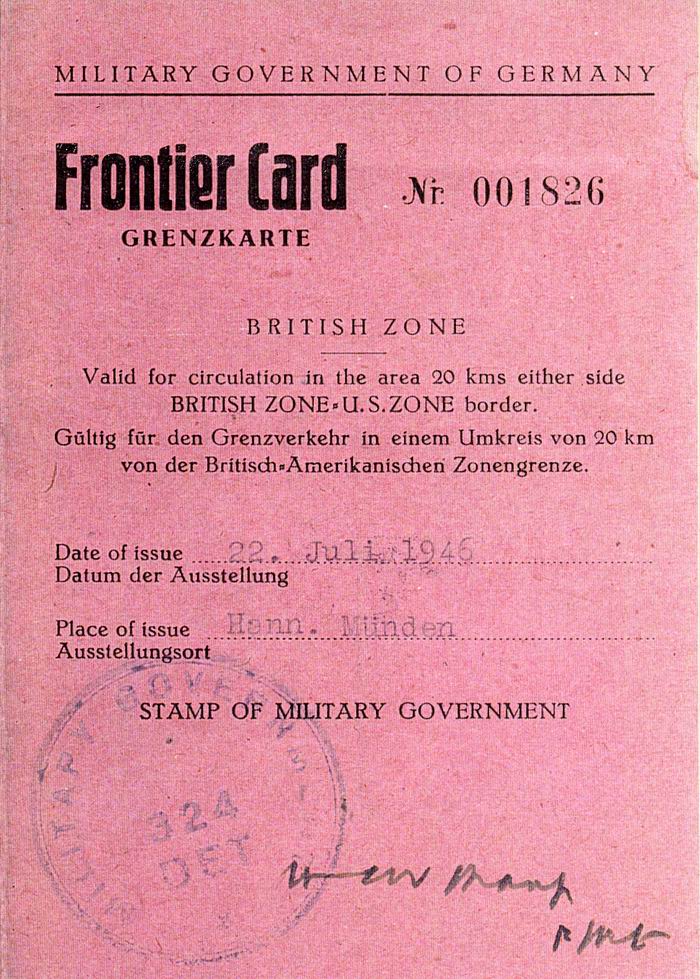 MILITARY GOVERNMENT OF GERMANY
Frontier Card
Nr. 001826
GRENZKARTE
BRITISH ZONE
Valid for circulation in the area 20 kms either side
BRITISH ZONE-U.S. ZONE border.
Gültig für den Grenzverkehr in einem Umkreis von 20 km
von der Britisch-Amerikanischen Zonengrenze.
Date of issue 22. Juli 1946
Datum der Ausstellung
Place of issue Hann. Münden
Ausstellungsort
STAMP OF MILITARY GOVERNMENT
MILITARY
324
DET